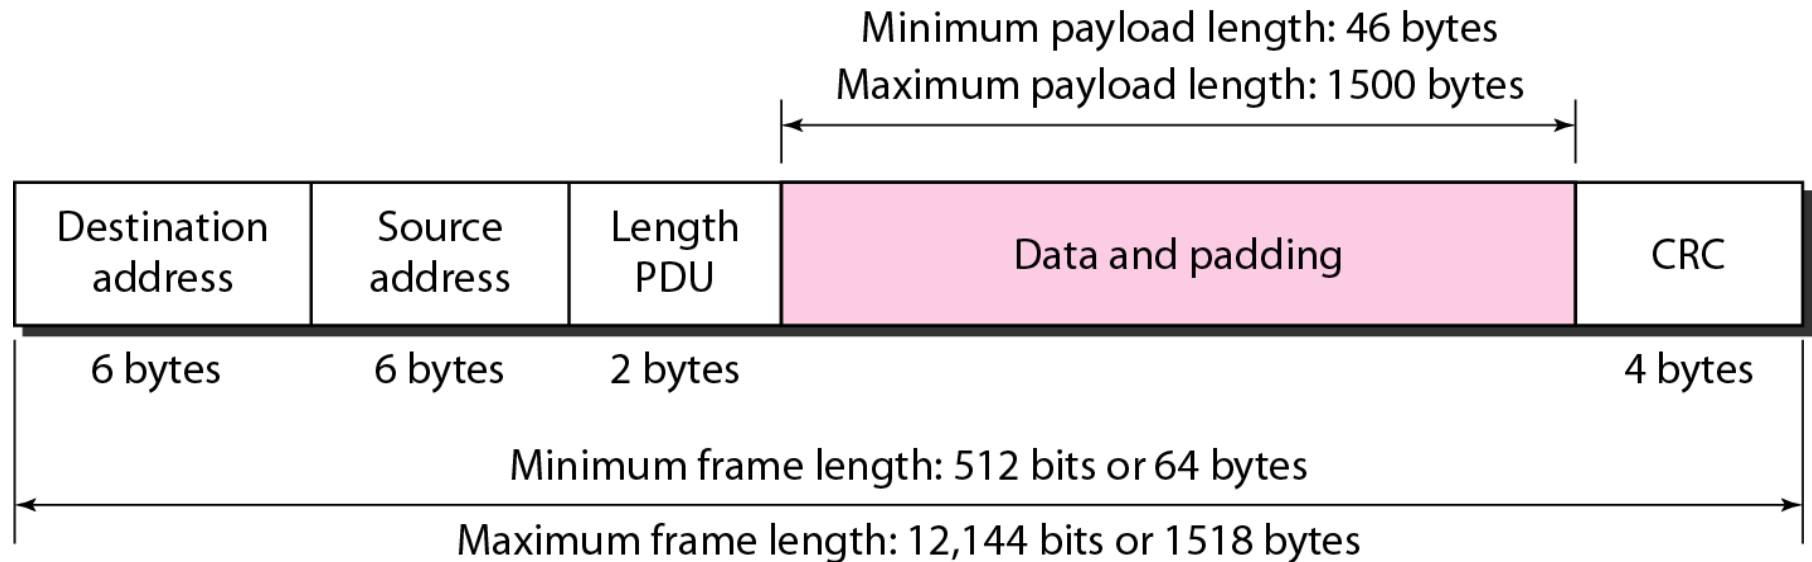 Minimum payload length: 46 bytes
Maximum payload length: 1500 bytes
Destination
address
Source
address
Length
PDU
Data and padding
CRC
6 bytes
6 bytes
2 bytes
4 bytes
Minimum frame length: 512 bits or 64 bytes
Maximum frame length: 12,144 bits or 1518 bytes